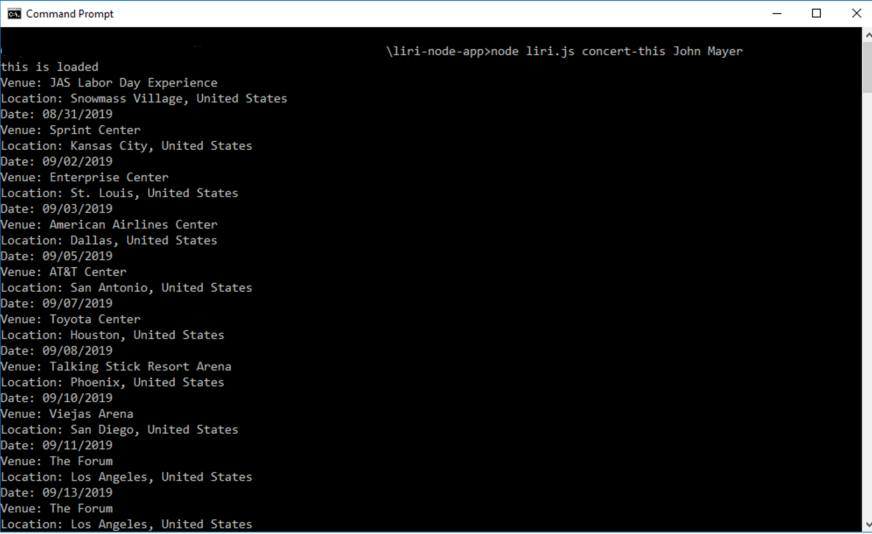 Command Prompt
\liri-node-app>node liri.js concert-this John Mayer
this is loaded
Venue: JAS Labor Day Experience
Location: Snowmass Village, United States
Date: 08/31/2019
Venue: Sprint Center
Location: Kansas City, United States
Date: 09/02/2019
Venue: Enterprise Center
Location: St. Louis, United States
Date: 09/03/2019
Venue: American Airlines Center
Location: Dallas, United States
Date: 09/05/2019
Venue: AT&T Center
Location: San Antonio, United States
Date: 09/07/2019
Venue: Toyota Center
Location: Houston, United States
Date: 09/08/2019
Venue: Talking Stick Resort Arena
Location: Phoenix, United States
Date: 09/10/2019
Venue: Viejas Arena
Location: San Diego, United States
Date: 09/11/2019
Venue: The Forum
Location: Los Angeles, United States
Date: 09/13/2019
Venue: The Forum
Location: Los Angeles, United States